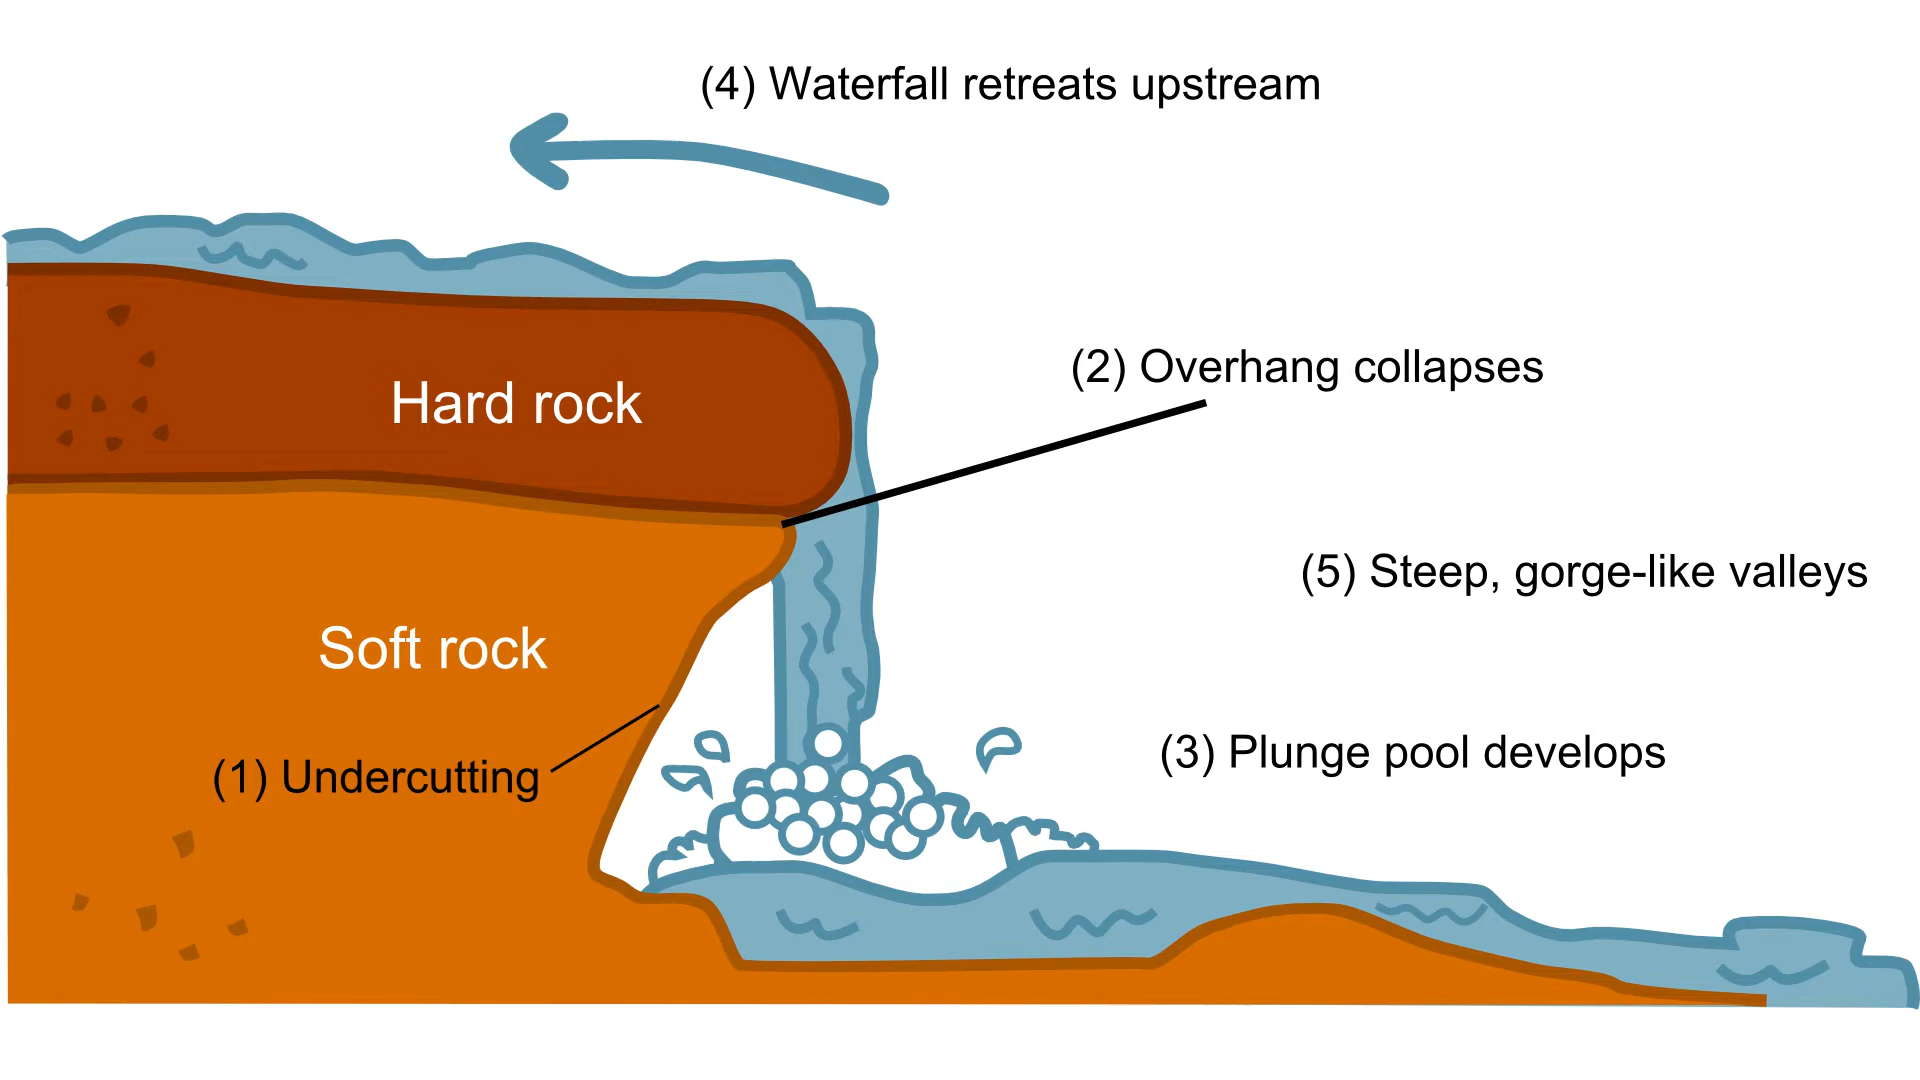 (4) Waterfall retreats upstream
(2) Overhang collapses
Hard rock
(5) Steep, gorge-like valleys
Soft rock
(3) Plunge pool develops
(1) Undercutting